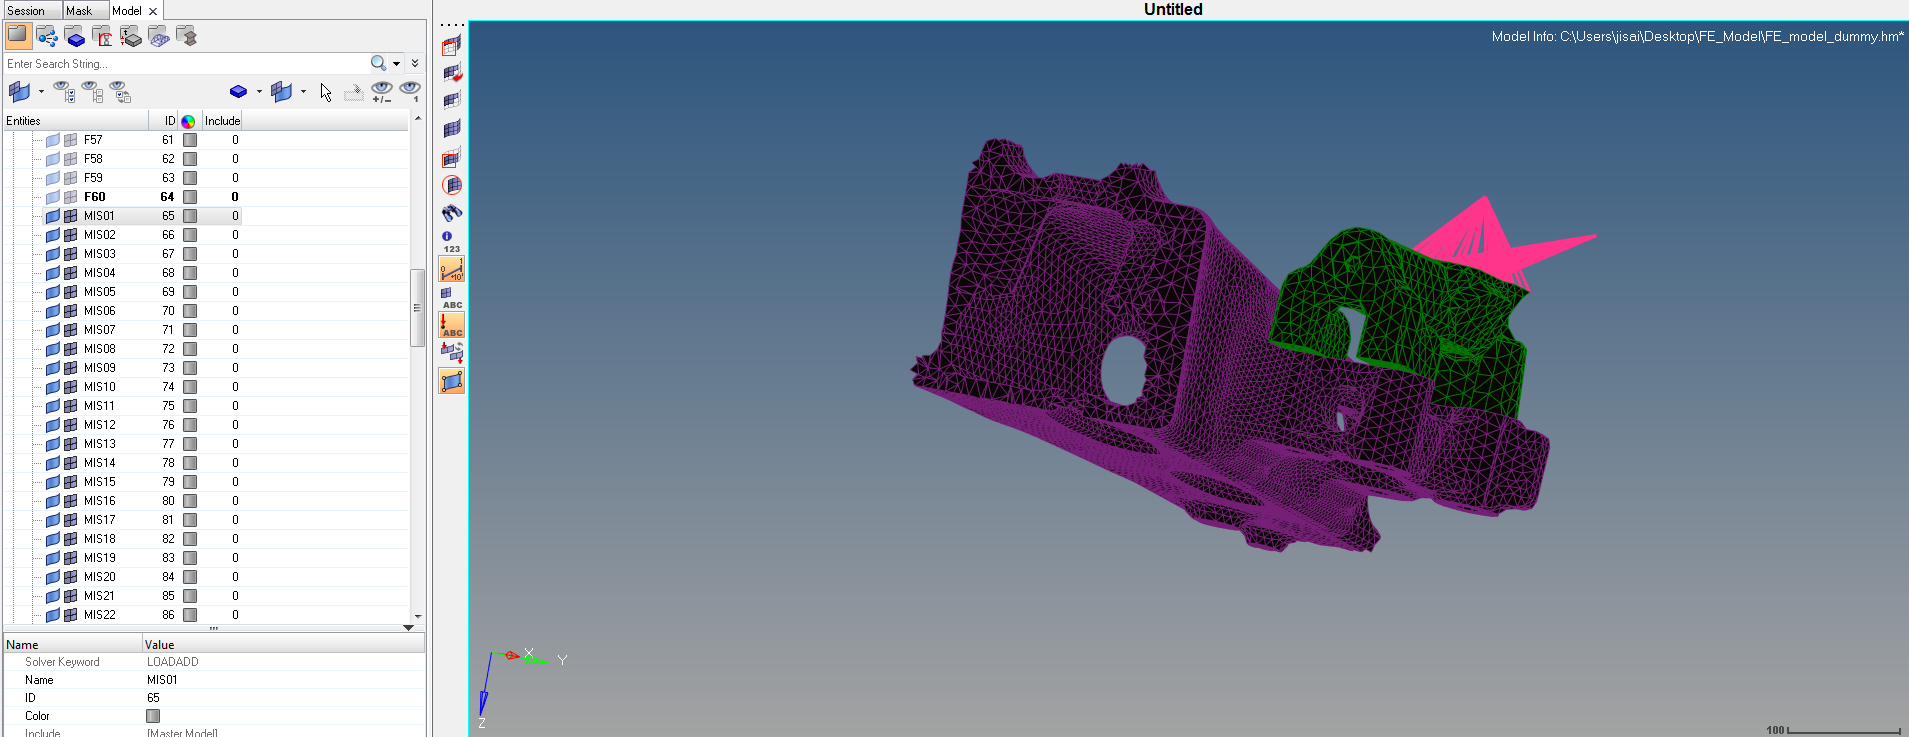 Untitled
Session Mask Model
Model Info: C:\Users\jisai\Desktop\FE_Model\FE_model_dummy.hm*
Enter Search String...
Entities ID Include
F57 61 0
F58 62 0
F59 63 0
F60 64 0
MIS01 65 0
MIS02 66 0
MIS03 67 0
MIS04 68 0
MIS05 69 0
MIS06 70 0
MIS07 71 0
MIS08 72 0
MIS09 73 0
MIS10 74 0
MIS11 75 0
MIS12 76 0
MIS13 77 0
MIS14 78 0
MIS15 79 0
MIS16 80 0
MIS17 81 0
MIS18 82 0
MIS19 83 0
MIS20 84 0
MIS21 85 0
MIS22 86 0
Name Value
Solver Keyword LOADADD
Name MIS01
ID 65
Color
Include [Master Model]
+/−
1
123
0 1
ABC
ABC
X
Y
Z
100